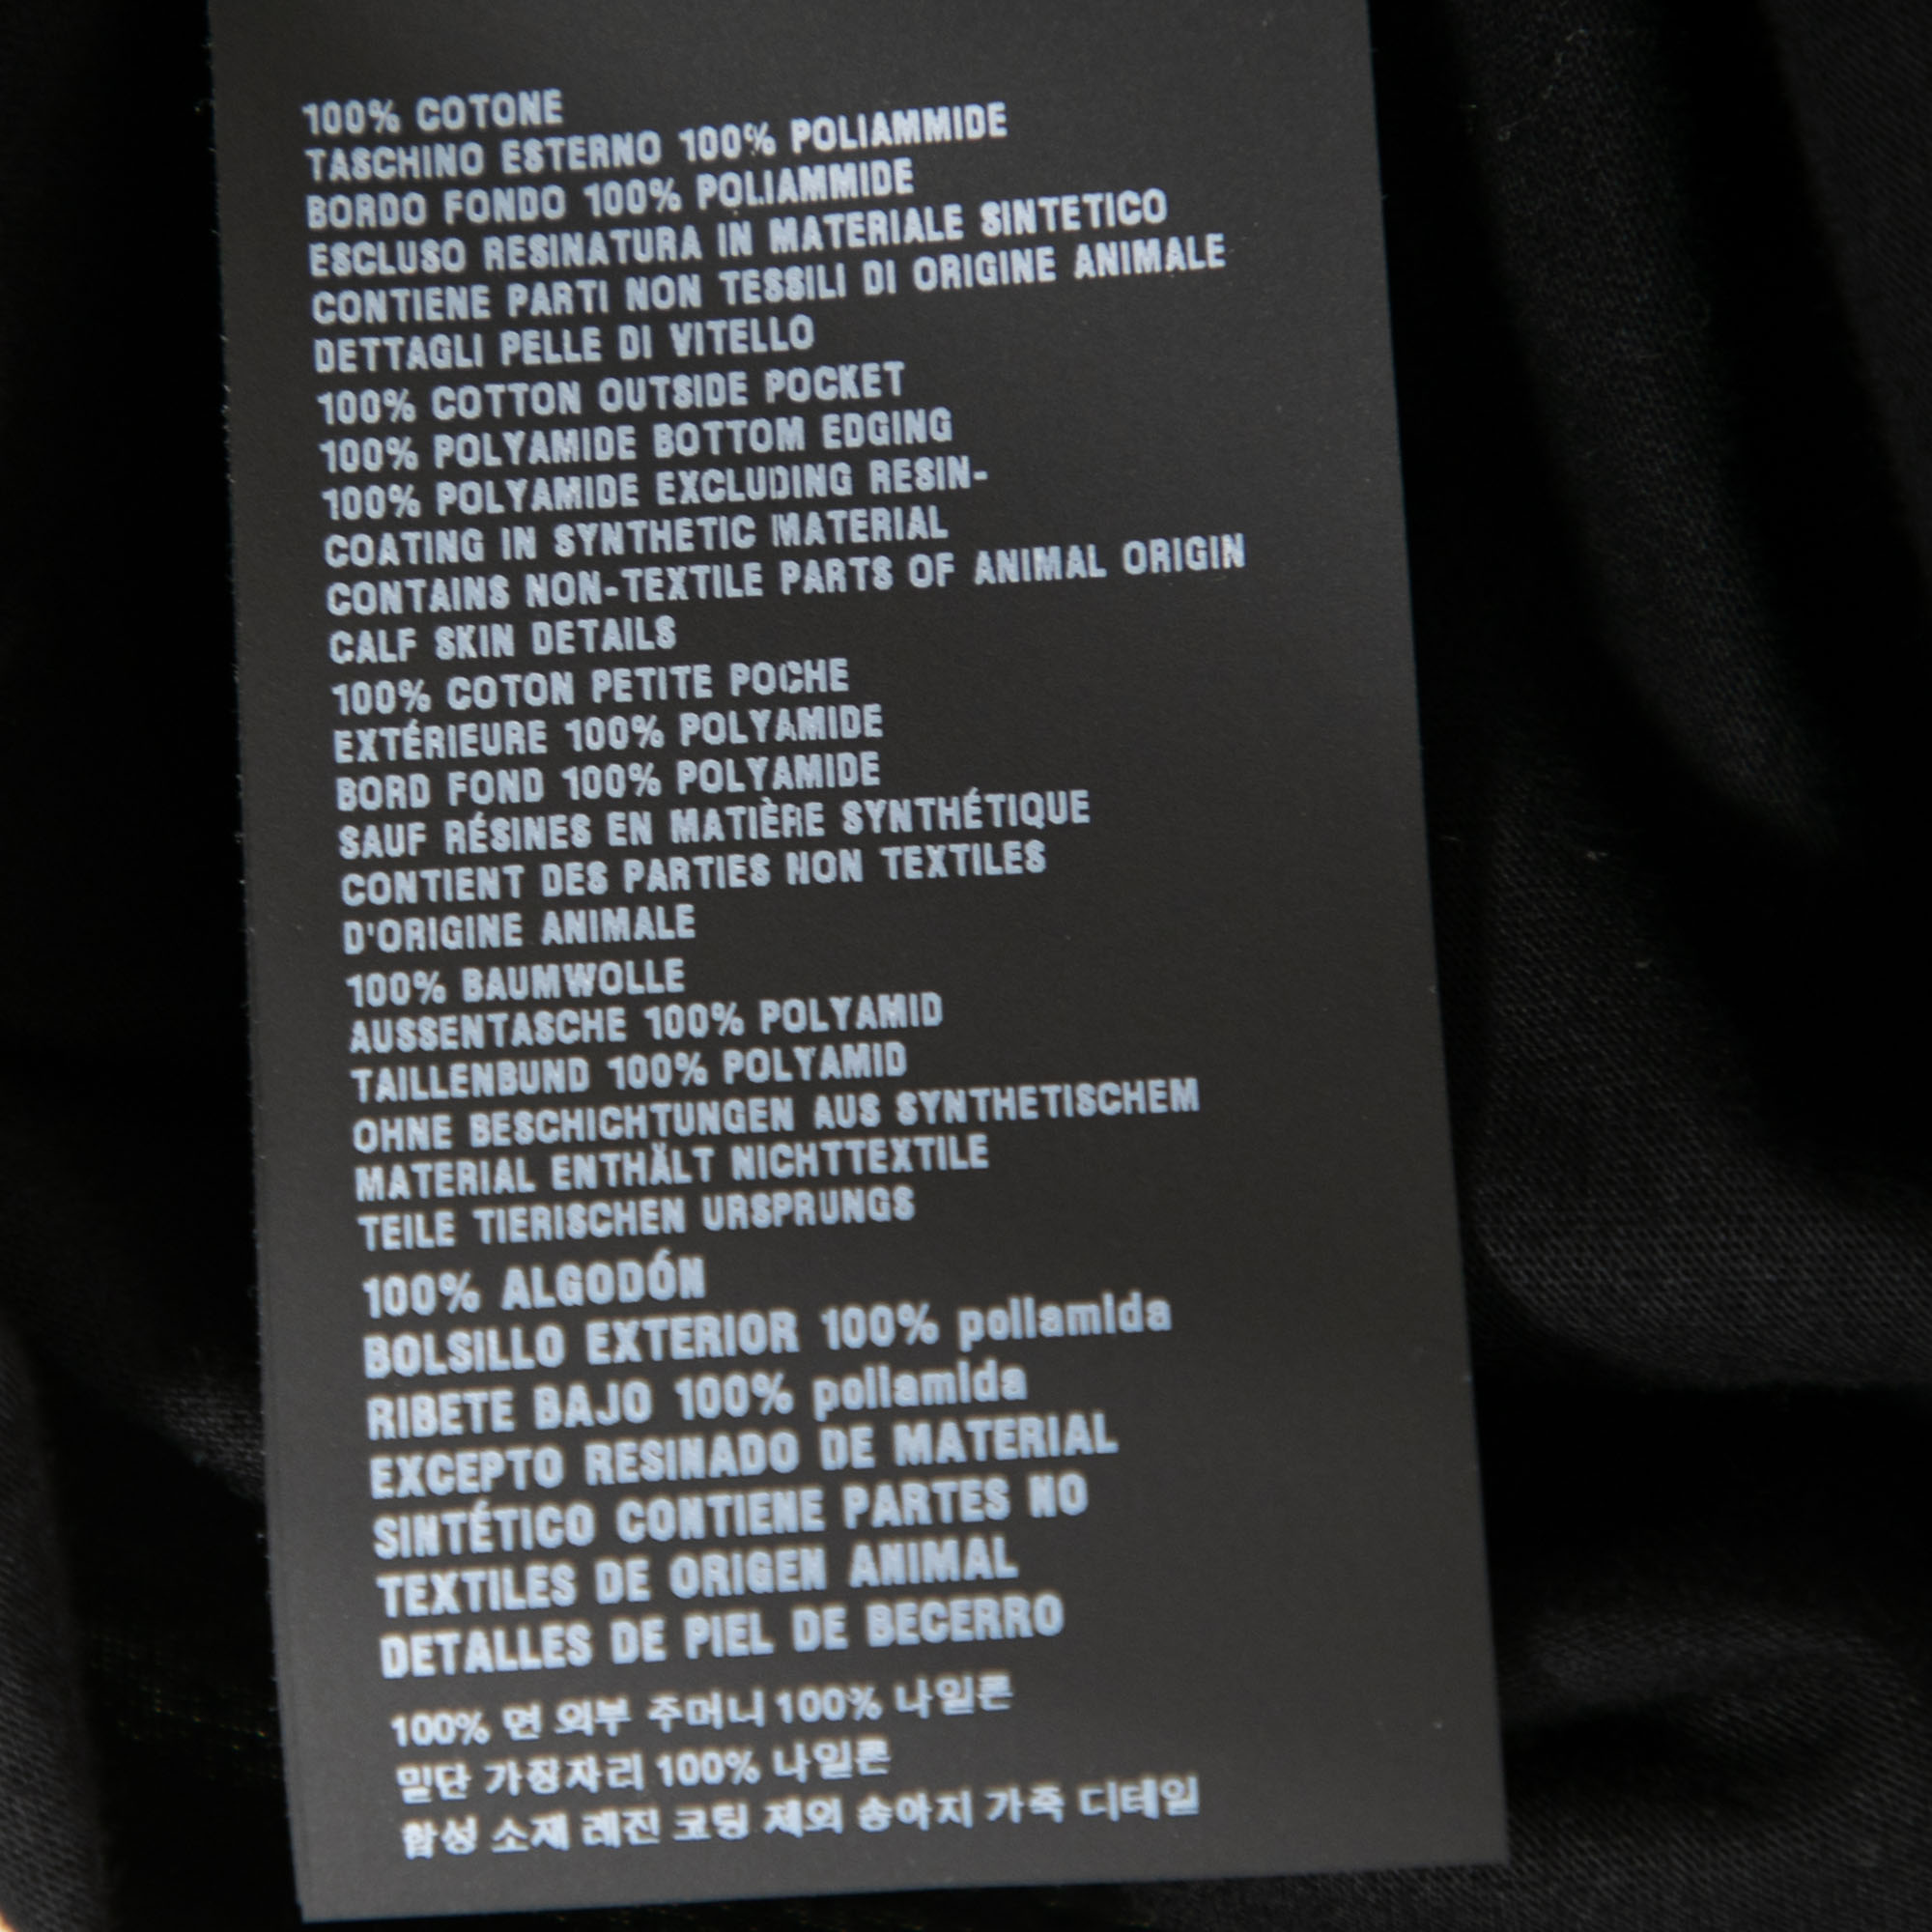 100% COTONE
TASCHINO ESTERNO 100% POLIAMMIDE
BORDO FONDO 100% POLIAMMIDE
ESCLUSO RESINATURA IN MATERIALE SINTETICO
CONTIENE PARTI NON TESSILI DI ORIGINE ANIMALE
DETTAGLI PELLE DI VITELLO
100% COTTON OUTSIDE POCKET
100% POLYAMIDE BOTTOM EDGING
100% POLYAMIDE EXCLUDING RESIN-
COATING IN SYNTHETIC MATERIAL
CONTAINS NON-TEXTILE PARTS OF ANIMAL ORIGIN
CALF SKIN DETAILS
100% COTON PETITE POCHE
EXTÉRIEURE 100% POLYAMIDE
BORD FOND 100% POLYAMIDE
SAUF RÉSINES EN MATIÈRE SYNTHÉTIQUE
CONTIENT DES PARTIES NON TEXTILES
D'ORIGINE ANIMALE
100% BAUMWOLLE
AUSSENTASCHE 100% POLYAMID
TAILLENBUND 100% POLYAMID
OHNE BESCHICHTUNGEN AUS SYNTHETISCHEM
MATERIAL ENTHÄLT NICHTTEXTILE
TEILE TIERISCHEN URSPRUNGS
100% ALGODÓN
BOLSILLO EXTERIOR 100% poliamida
RIBETE BAJO 100% poliamida
EXCEPTO RESINADO DE MATERIAL
SINTÉTICO CONTIENE PARTES NO
TEXTILES DE ORIGEN ANIMAL
DETALLES DE PIEL DE BECERRO
100% 면 외부 주머니 100% 나일론
밑단 가장자리 100% 나일론
합성 소재 레진 코팅 제외 송아지 가죽 디테일